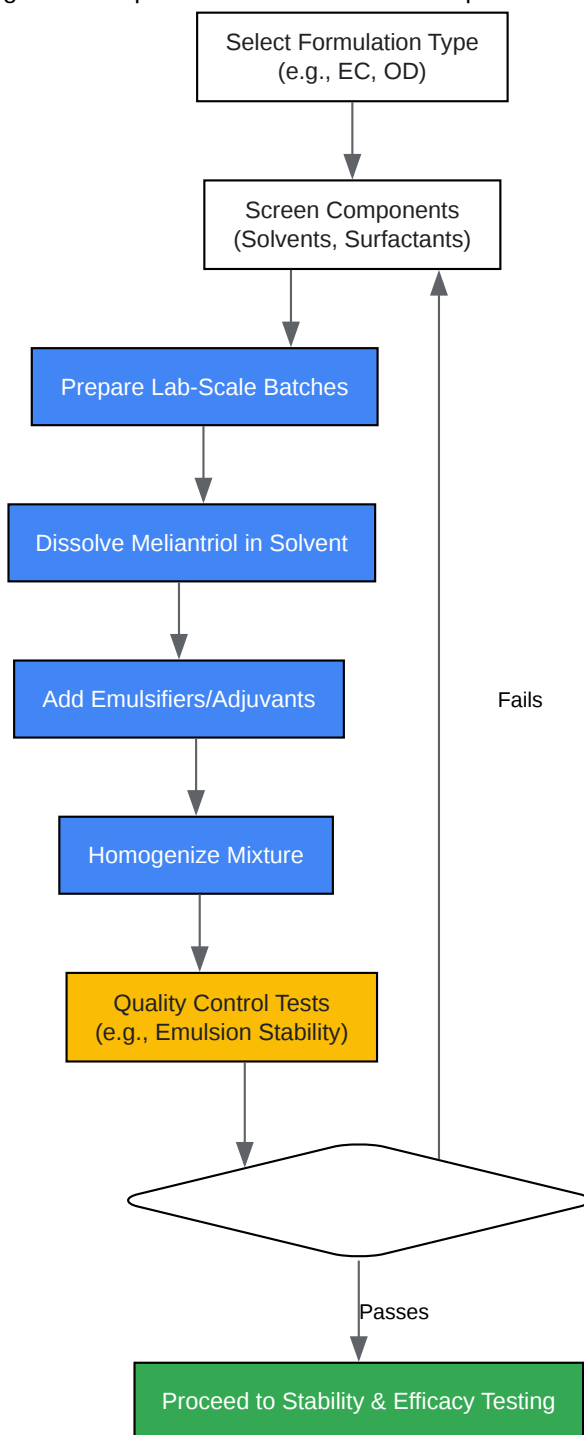 Select Formulation Type
(e.g., EC, OD)
Screen Components
(Solvents, Surfactants)
Prepare Lab-Scale Batches
Dissolve Meliantriol in Solvent
Add Emulsifiers/Adjuvants
Fails
Homogenize Mixture
Quality Control Tests
(e.g., Emulsion Stability)
Passes
Proceed to Stability & Efficacy Testing